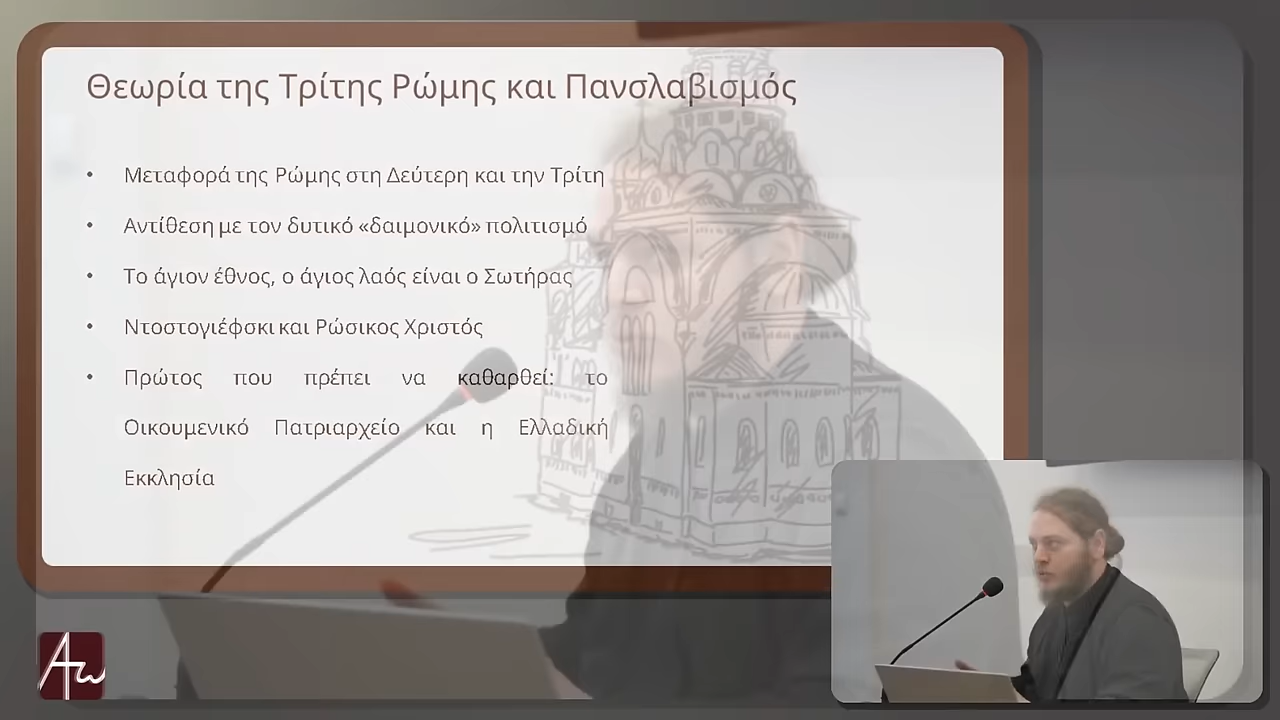 Θεωρία της Τρίτης Ρώμης και Πανσλαβισμός
• Μεταφορά της Ρώμης στη Δεύτερη και την Τρίτη
• Αντίθεση με τον δυτικό «δαιμονικό» πολιτισμό
• Το άγιον έθνος, ο άγιος λαός είναι ο Σωτήρας
• Ντοστογιέφσκι και Ρώσικος Χριστός
• Πρώτος που πρέπει να καθαρθεί: το
Οικουμενικό Πατριαρχείο και η Ελλαδική
Εκκλησία
Αω